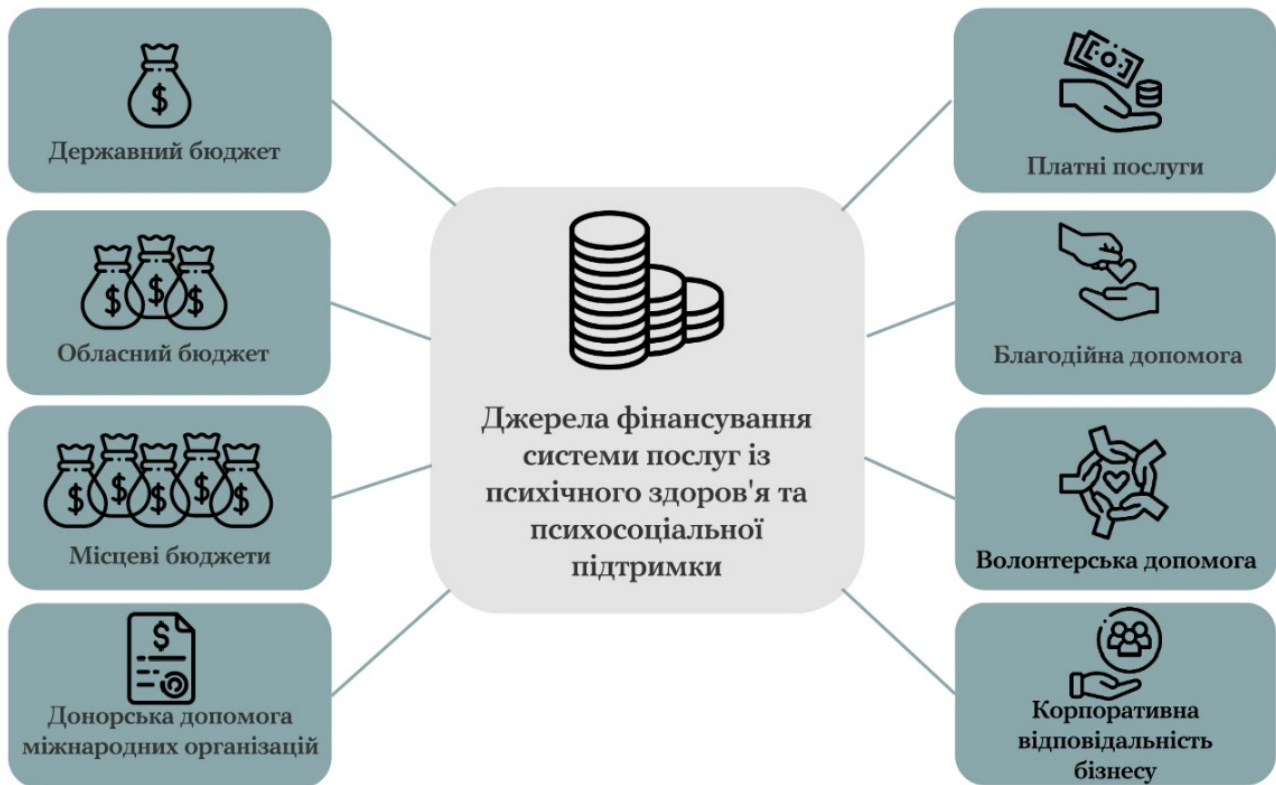 Державний бюджет
Обласний бюджет
Місцеві бюджети
Донорська допомога
міжнародних організацій
Джерела фінансування
системи послуг із
психічного здоров'я та
психосоціальної
підтримки
Платні послуги
Благодійна допомога
Волонтерська допомога
Корпоративна
відповідальність
бізнесу